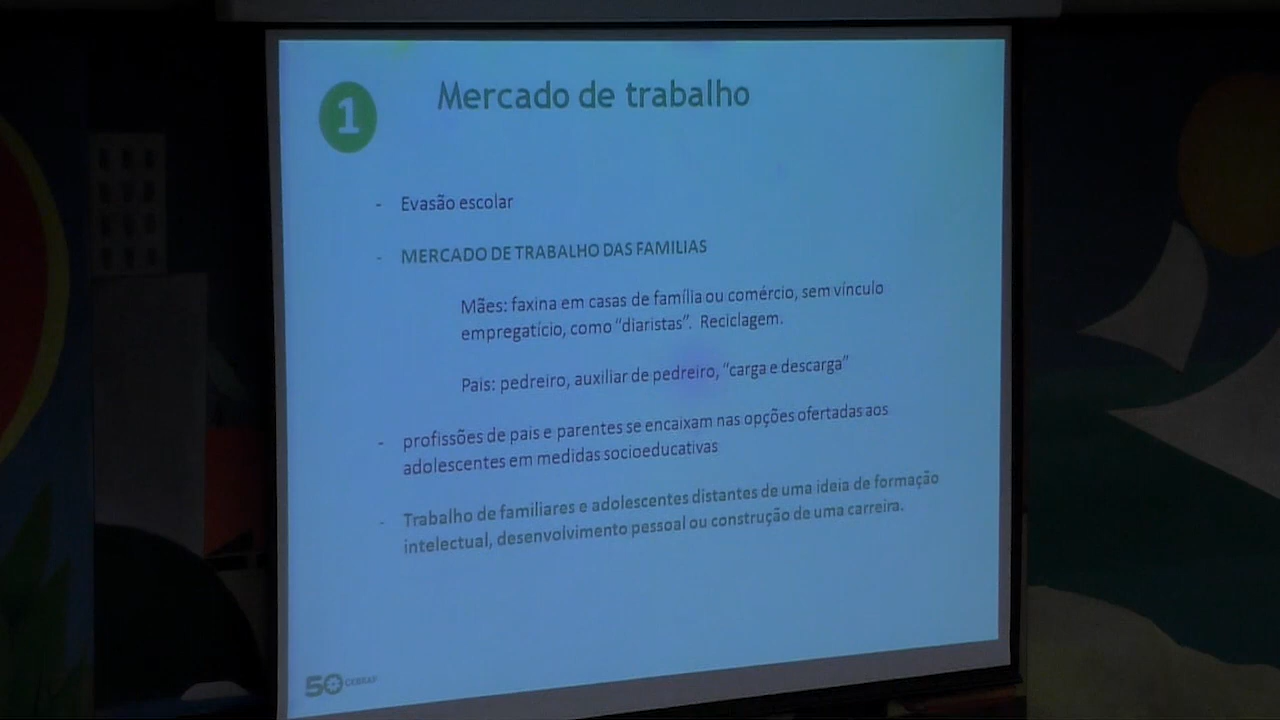 1
Mercado de trabalho
- Evasão escolar
- MERCADO DE TRABALHO DAS FAMILIAS
Mães: faxina em casas de família ou comércio, sem vínculo
empregatício, como "diaristas". Reciclagem.
Pais: pedreiro, auxiliar de pedreiro, "carga e descarga"
- profissões de pais e parentes se encaixam nas opções ofertadas aos
adolescentes em medidas socioeducativas
- Trabalho de familiares e adolescentes distantes de uma ideia de formação
intelectual, desenvolvimento pessoal ou construção de uma carreira.
50 CEBRAP